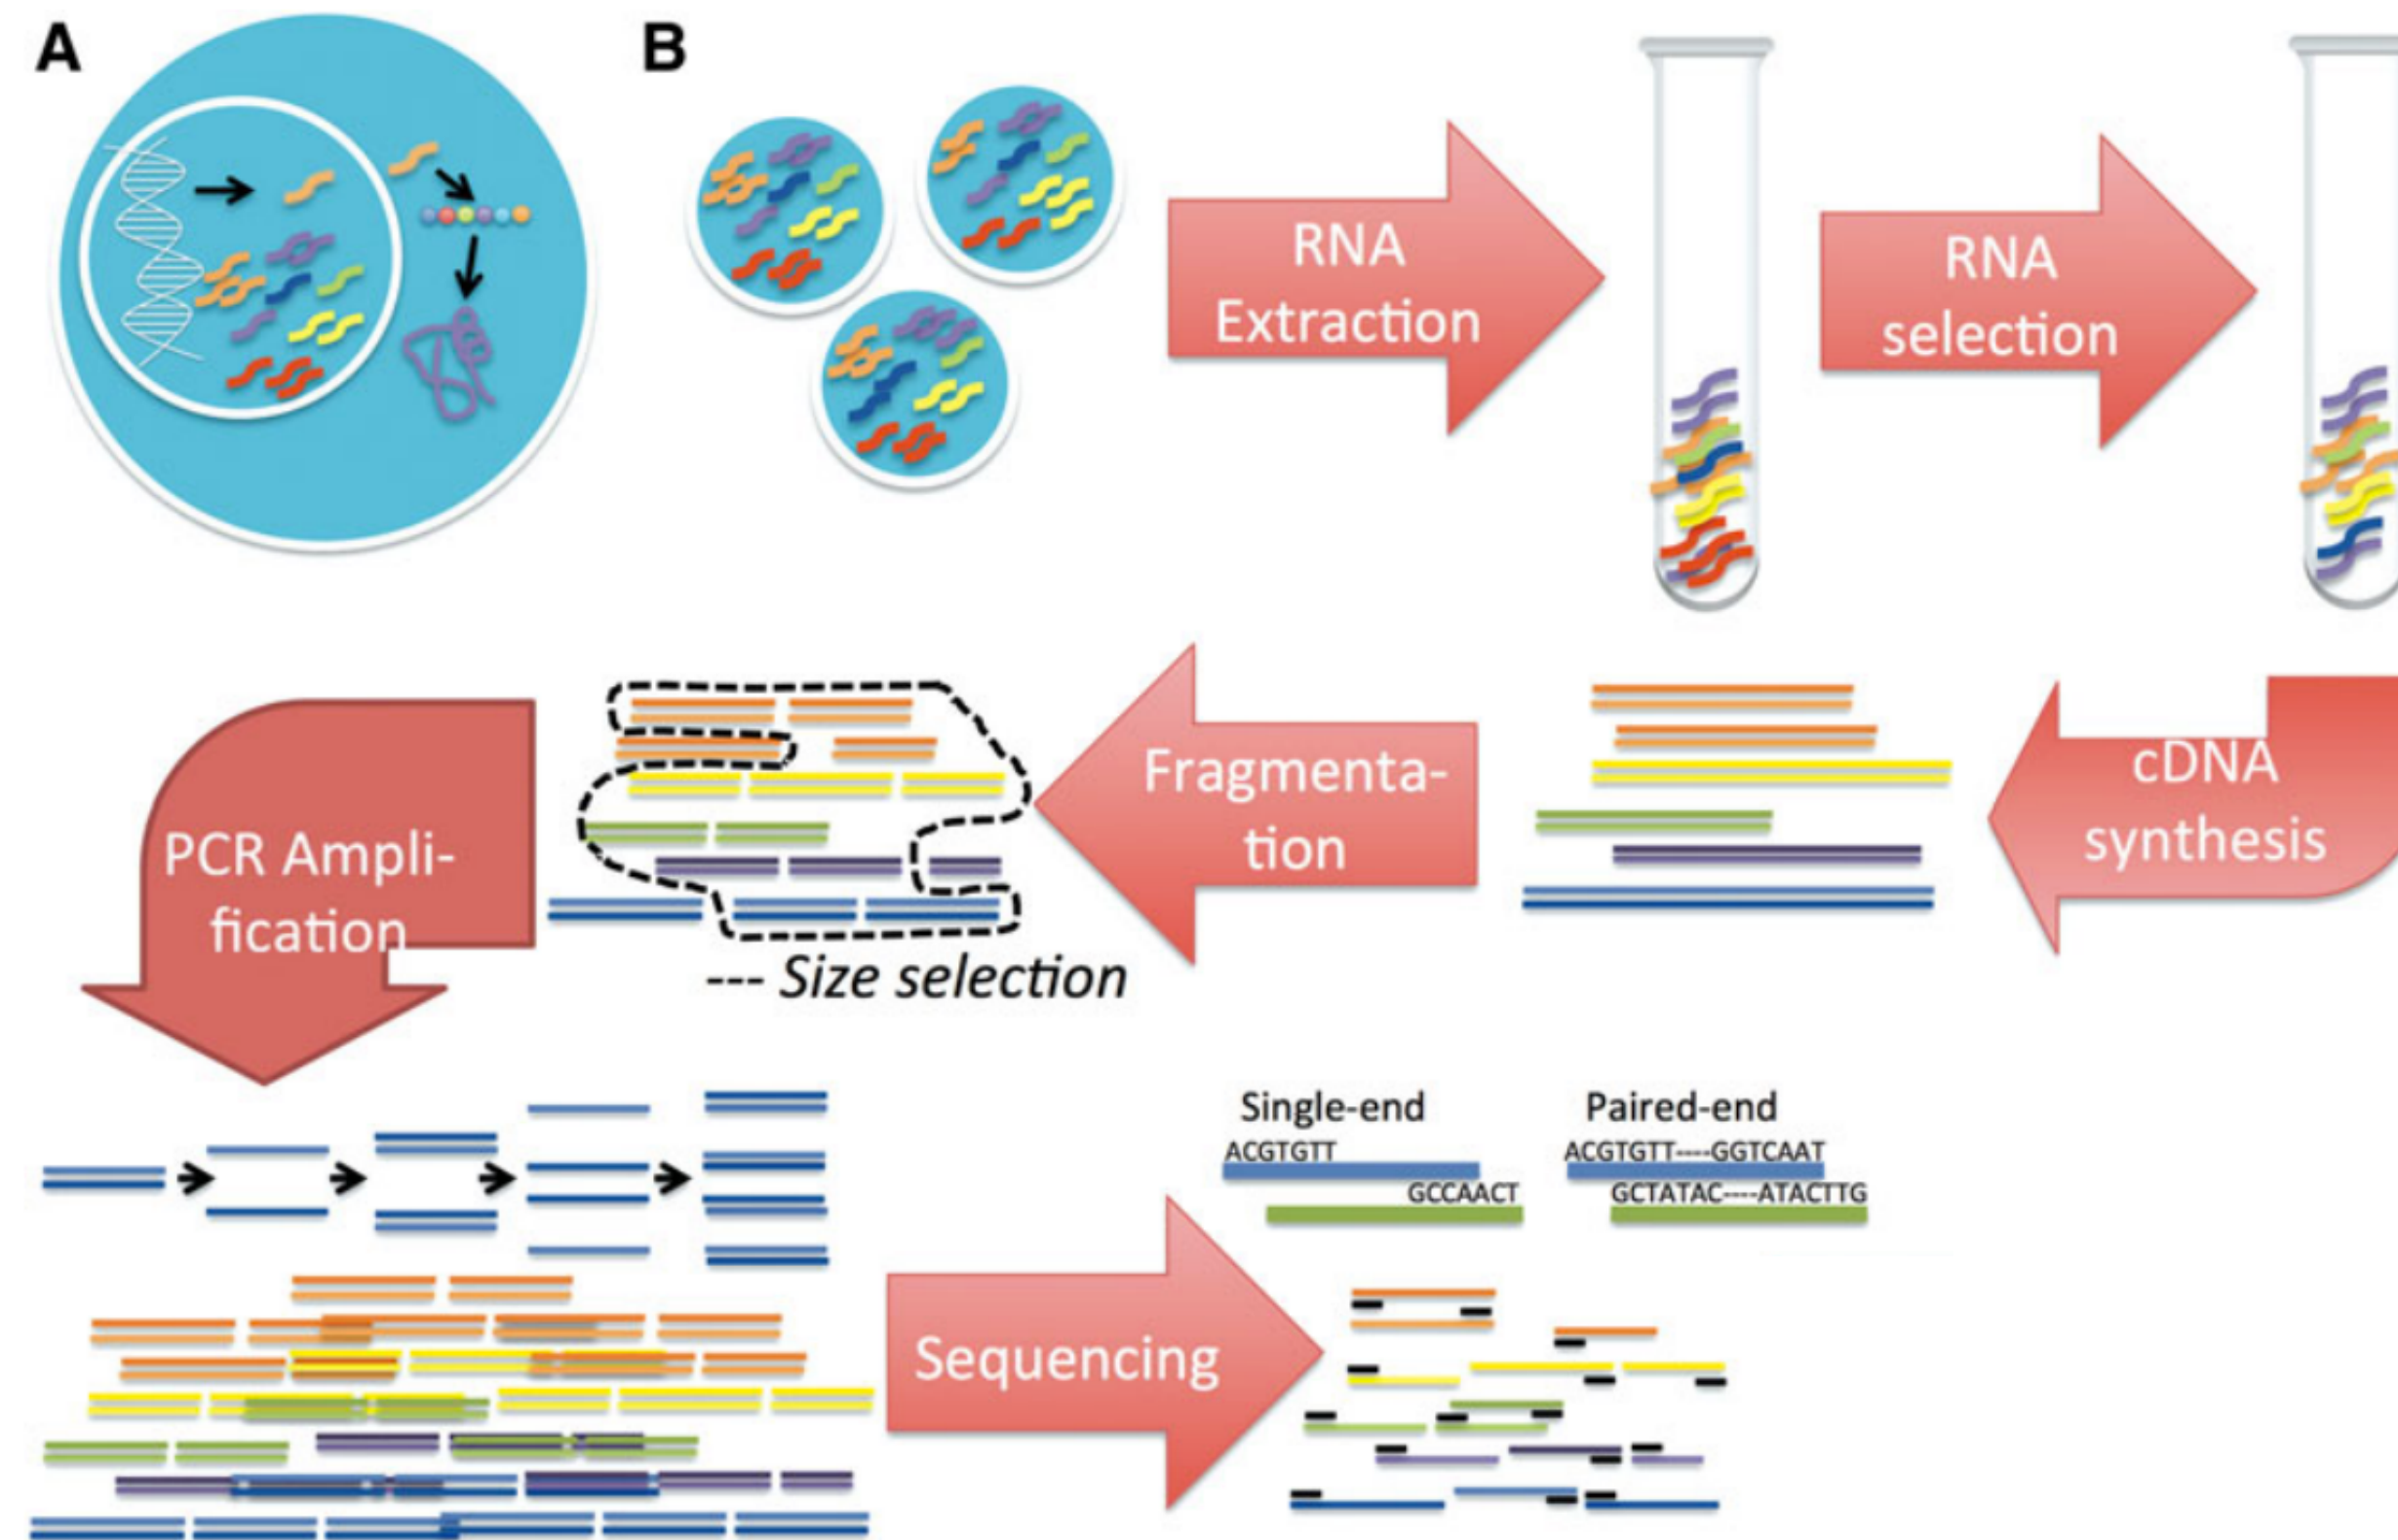 A
B
RNA
Extraction
RNA
selection
cDNA
synthesis
Fragmenta-
tion
--- Size selection
PCR Ampli-
fication
Sequencing
Single-end
ACGTGTT
GCCAACT
Paired-end
ACGTGTT----GGTCAAT
GCTATAC----ATACTTG